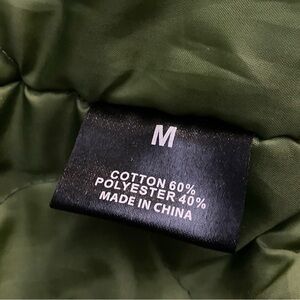 M
COTTON 60%
POLYESTER 40%
MADE IN CHINA